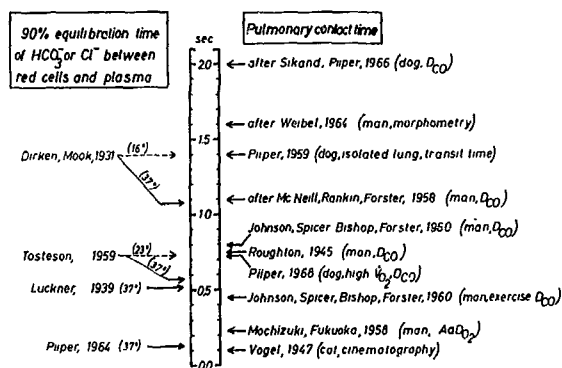 90% equilibration time
of HCO3⁻ or Cl⁻ between
red cells and plasma
sec
Pulmonary contact time
2.0
after Sikand, Piiper, 1966 (dog, DCO)
after Weibel, 1964 (man, morphometry)
1.5
Dirken, Mook, 1931 (16°)
(37°)
Piiper, 1959 (dog, isolated lung, transit time)
after Mc Neill, Rankin, Forster, 1958 (man, DCO)
1.0
Johnson, Spicer Bishop, Forster, 1950 (man, DCO)
Tosteson, 1959 (23°)
(37°)
Roughton, 1945 (man, DCO)
Piiper, 1968 (dog, high V̇O2, DCO)
Luckner, 1939 (37°)
0.5
Johnson, Spicer, Bishop, Forster, 1960 (man, exercise DCO)
Mochizuki, Fukuoka, 1958 (man, AaDO2)
Piiper, 1964 (37°)
Vogel, 1947 (cat, cinematography)
0.0